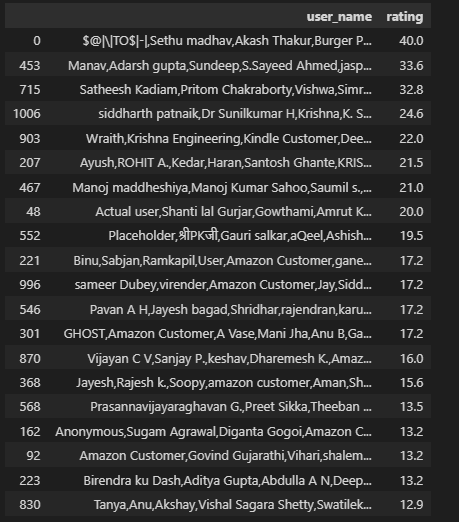 user_name rating
0 $@|\|TO$|-|,Sethu madhav,Akash Thakur,Burger P... 40.0
453 Manav,Adarsh gupta,Sundeep,S.Sayeed Ahmed,jasp... 33.6
715 Satheesh Kadiam,Pritom Chakraborty,Vishwa,Simr... 32.8
1006 siddharth patnaik,Dr Sunilkumar H,Krishna,K. S... 24.6
903 Wraith,Krishna Engineering,Kindle Customer,Dee... 22.0
207 Ayush,ROHIT A.,Kedar,Haran,Santosh Ghante,KRIS... 21.5
467 Manoj maddheshiya,Manoj Kumar Sahoo,Saumil s.,... 21.0
48 Actual user,Shanti lal Gurjar,Gowthami,Amrut K... 20.0
552 Placeholder,श्रीPKजी,Gauri salkar,aQeel,Ashish... 19.5
221 Binu,Sabjan,Ramkapil,User,Amazon Customer,gane... 17.2
996 sameer Dubey,virender,Amazon Customer,Jay,Sidd... 17.2
546 Pavan A H,Jayesh bagad,Shridhar,rajendran,karu... 17.2
301 GHOST,Amazon Customer,A Vase,Mani Jha,Anu B,Ga... 17.2
870 Vijayan C V,Sanjay P.,keshav,Dharemesh K.,Amaz... 16.0
368 Jayesh,Rajesh k.,Soopy,amazon customer,Aman,Sh... 15.6
568 Prasannavijayaraghavan G.,Preet Sikka,Theeban ... 13.5
162 Anonymous,Sugam Agrawal,Diganta Gogoi,Amazon C... 13.2
92 Amazon Customer,Govind Gujarathi,Vihari,shalem... 13.2
223 Birendra ku Dash,Aditya Gupta,Abdulla A N,Deep... 13.2
830 Tanya,Anu,Akshay,Vishal Sagara Shetty,Swatilek... 12.9